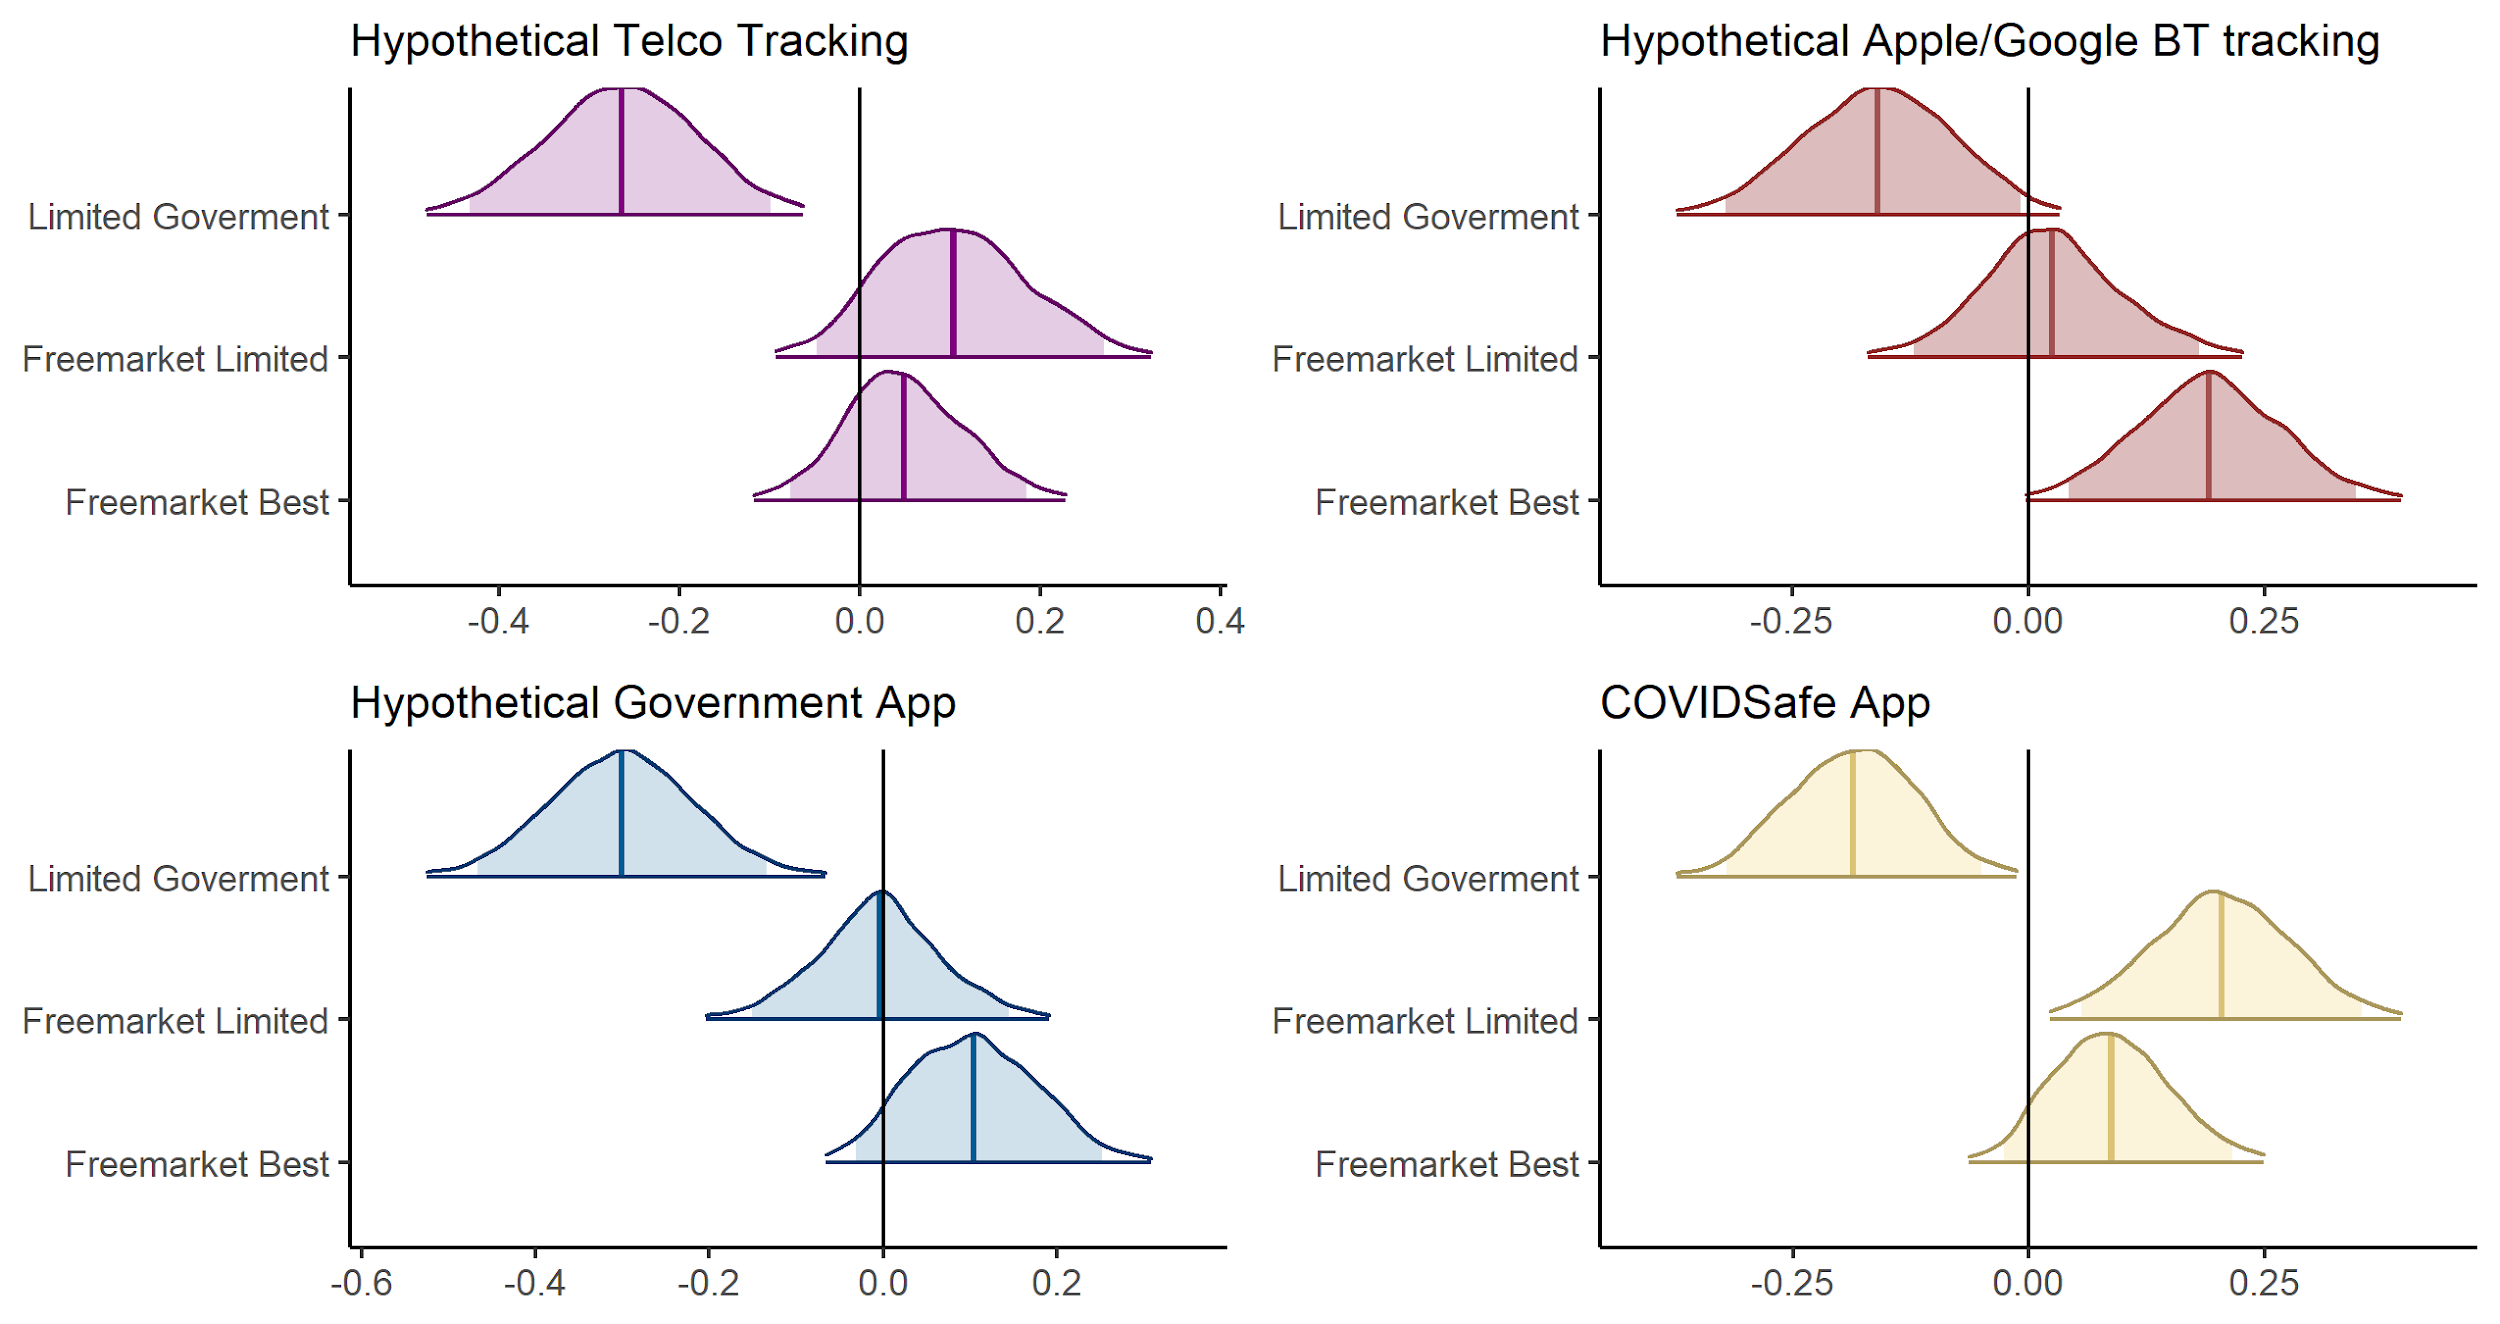 Hypothetical Telco Tracking
Limited Goverment
Freemarket Limited
Freemarket Best
-0.4 -0.2 0.0 0.2 0.4
Hypothetical Apple/Google BT tracking
Limited Goverment
Freemarket Limited
Freemarket Best
-0.25 0.00 0.25
Hypothetical Government App
Limited Goverment
Freemarket Limited
Freemarket Best
-0.6 -0.4 -0.2 0.0 0.2
COVIDSafe App
Limited Goverment
Freemarket Limited
Freemarket Best
-0.25 0.00 0.25